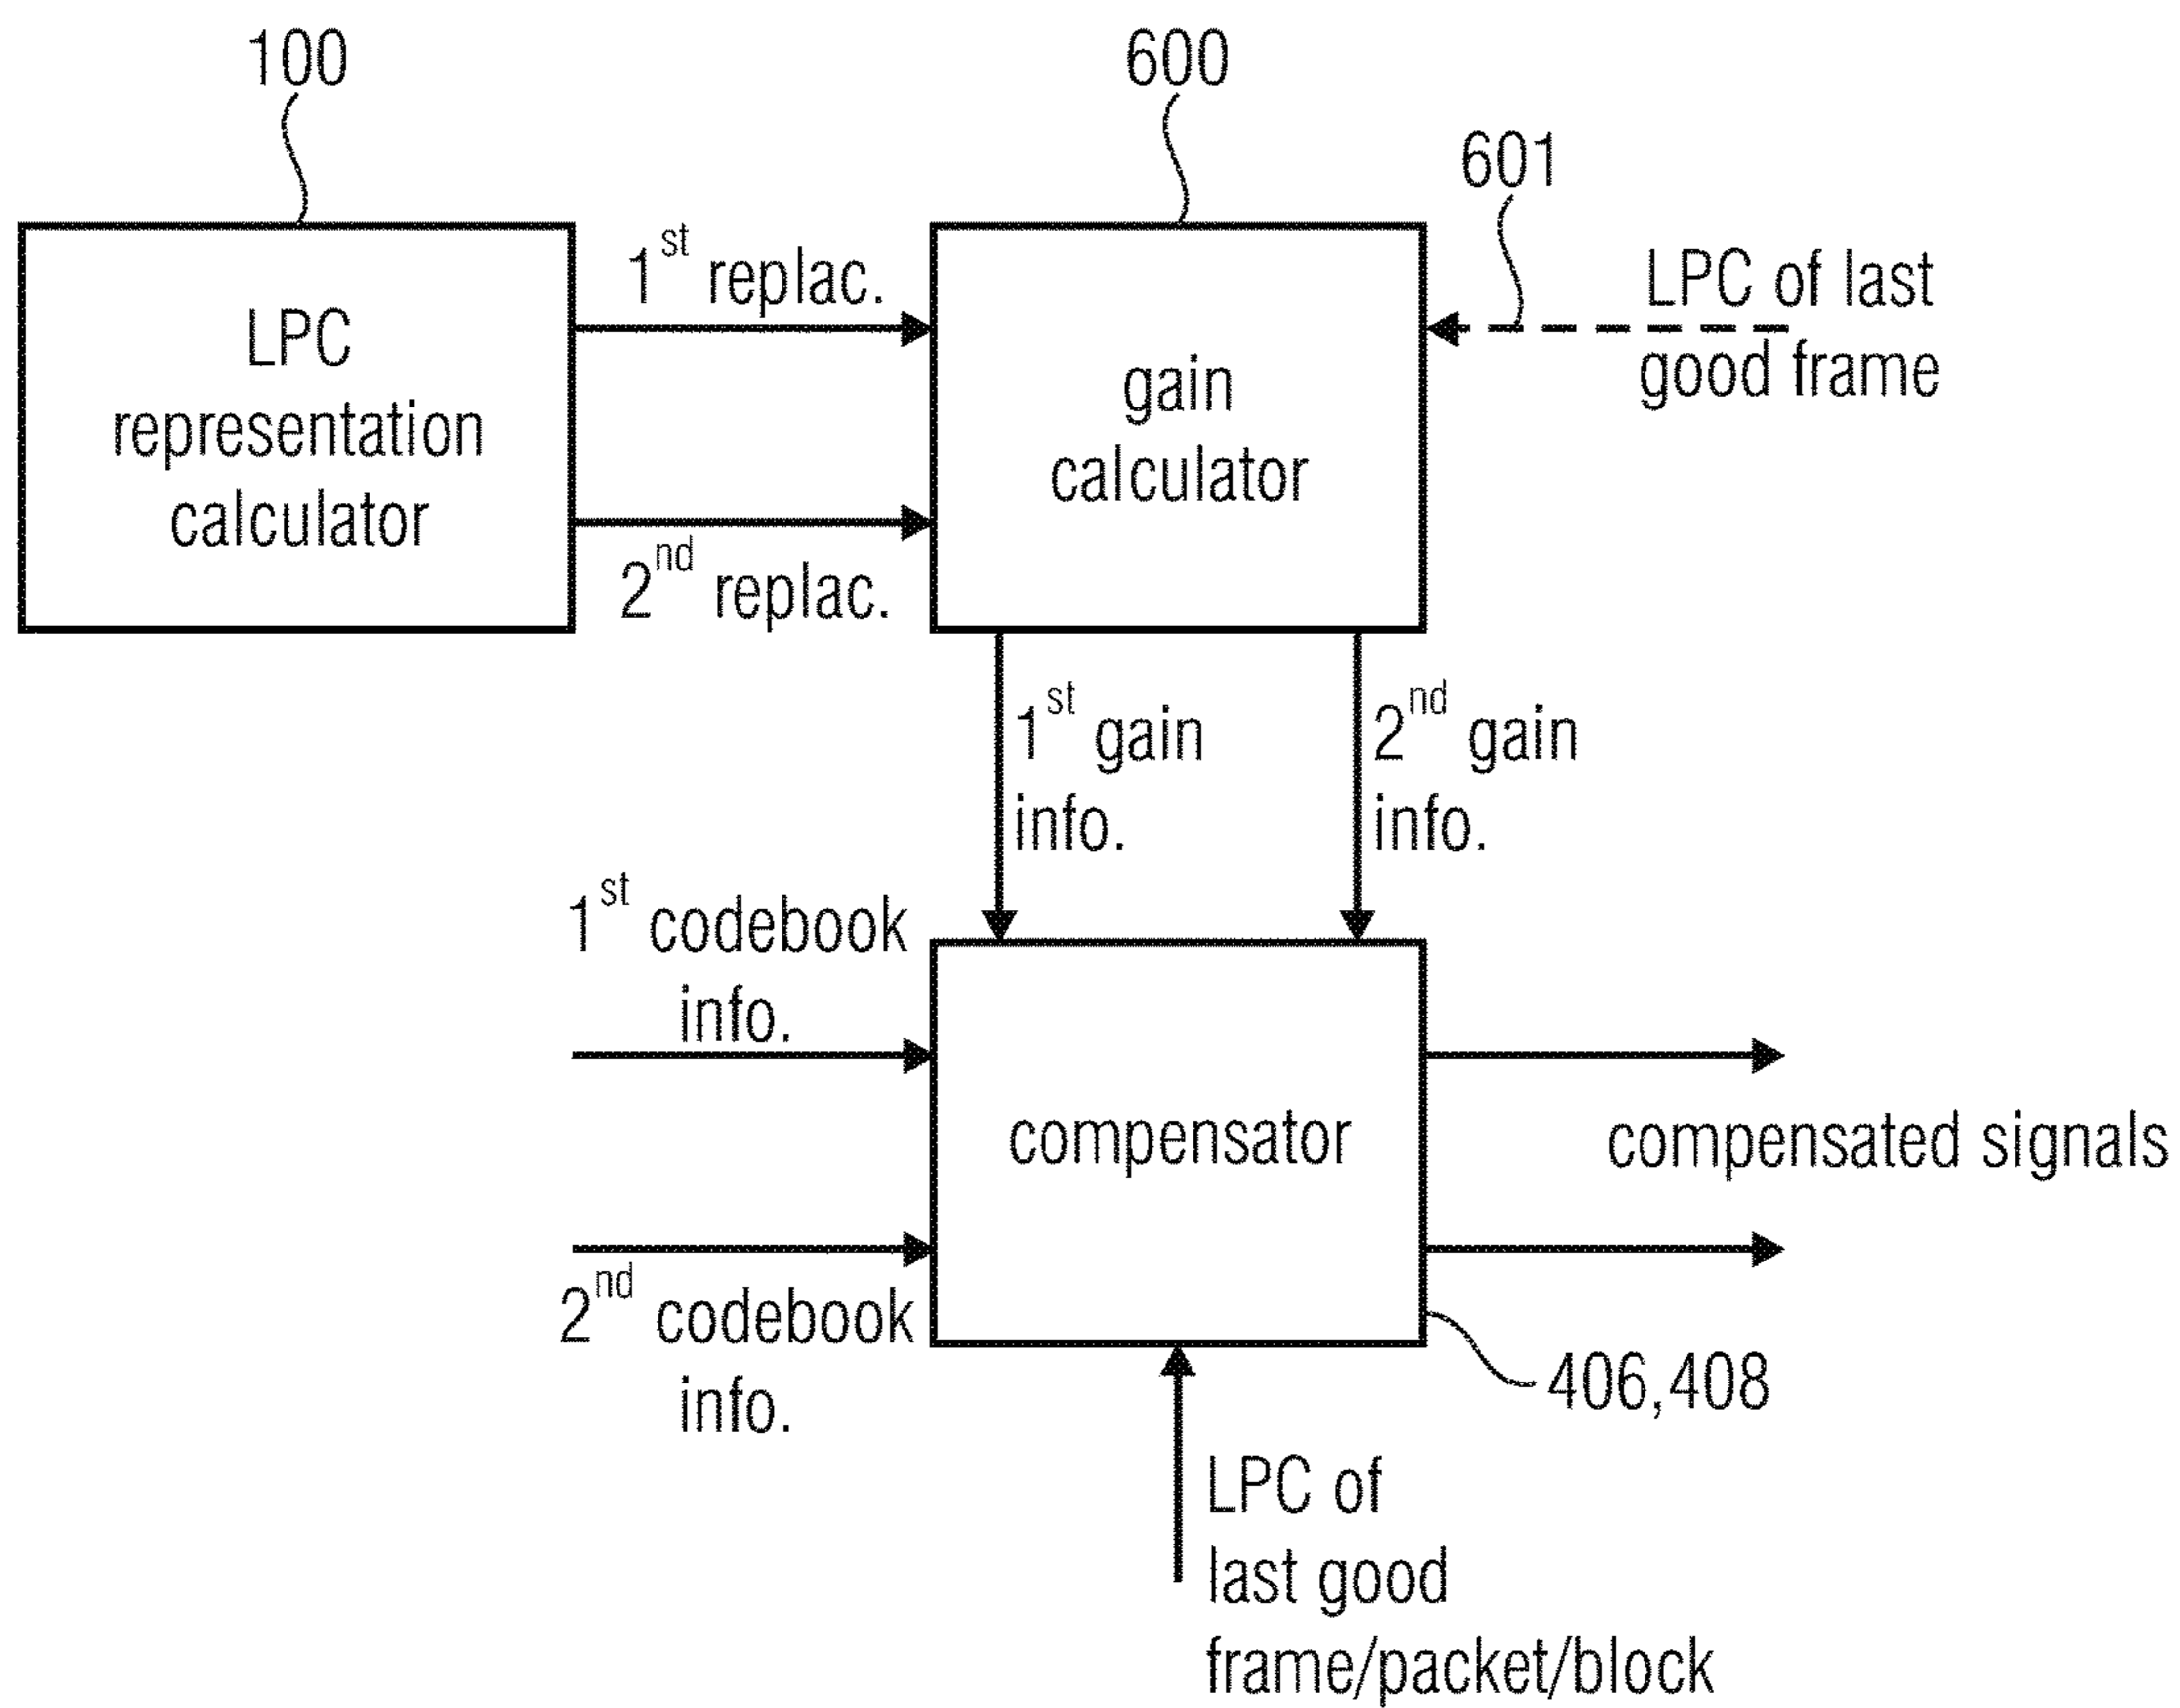 100
600
601
LPC
representation
calculator
1st replac.
2nd replac.
gain
calculator
LPC of last
good frame
1st gain
info.
2nd gain
info.
1st codebook
info.
2nd codebook
info.
compensator
compensated signals
406,408
LPC of
last good
frame/packet/block